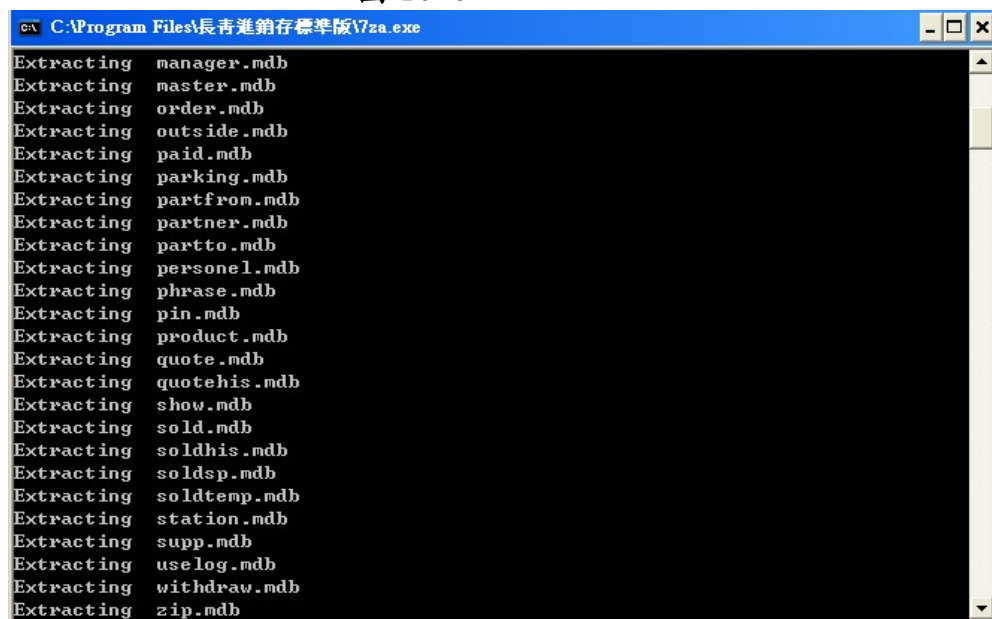 C:\Program Files\長青進銷存標準版\7za.exe
Extracting manager.mdb
Extracting master.mdb
Extracting order.mdb
Extracting outside.mdb
Extracting paid.mdb
Extracting parking.mdb
Extracting partfrom.mdb
Extracting partner.mdb
Extracting partto.mdb
Extracting personel.mdb
Extracting phrase.mdb
Extracting pin.mdb
Extracting product.mdb
Extracting quote.mdb
Extracting quotehis.mdb
Extracting show.mdb
Extracting sold.mdb
Extracting soldhis.mdb
Extracting soldsp.mdb
Extracting soldtemp.mdb
Extracting station.mdb
Extracting supp.mdb
Extracting uselog.mdb
Extracting withdraw.mdb
Extracting zip.mdb